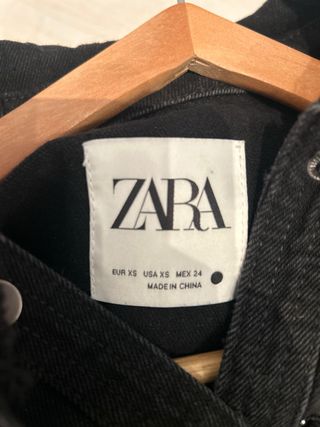 ZARA
EUR XS USA XS MEX 24
MADE IN CHINA